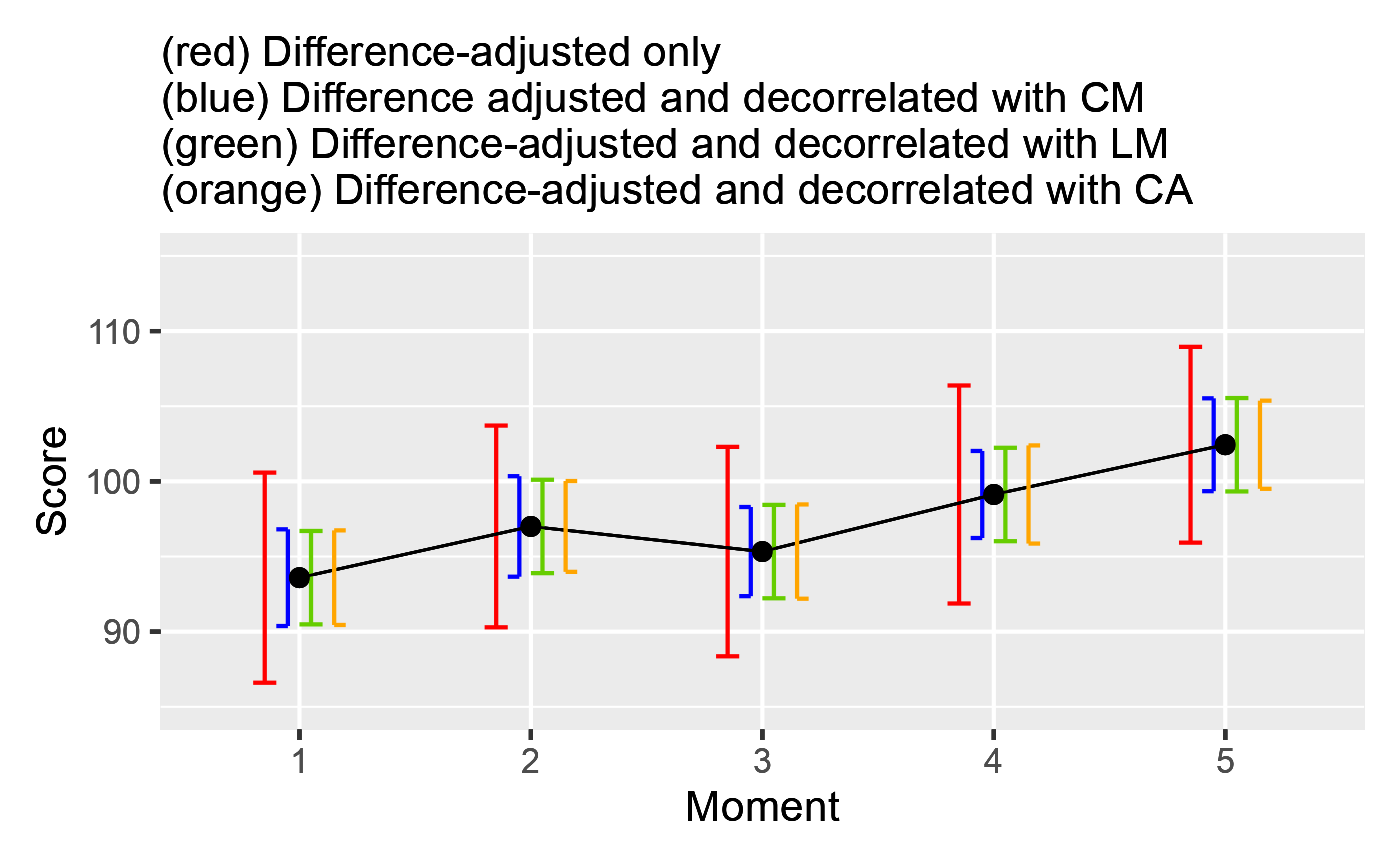 (red) Difference-adjusted only
(blue) Difference adjusted and decorrelated with CM
(green) Difference-adjusted and decorrelated with LM
(orange) Difference-adjusted and decorrelated with CA
110
100
90
Score
1 2 3 4 5
Moment